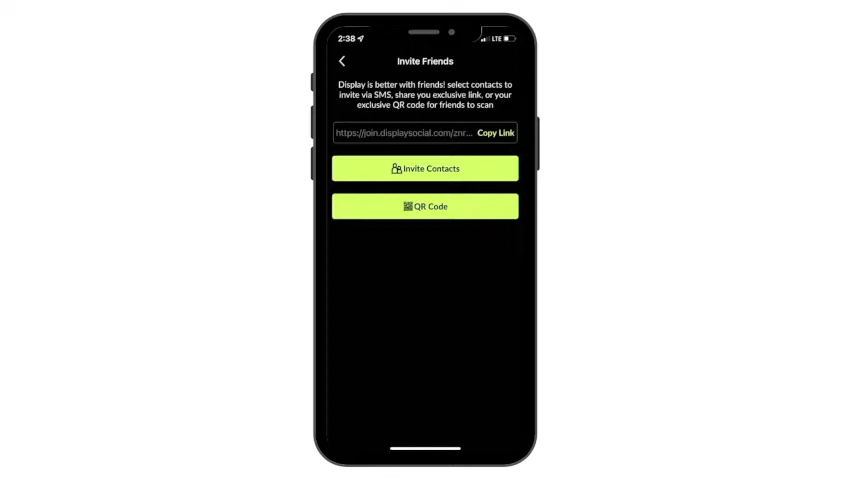 2:38 LTE
Invite Friends
Display is better with friends! select contacts to
invite via SMS, share you exclusive link, or your
exclusive QR code for friends to scan
https://join.displaysocial.com/znr... Copy Link
Invite Contacts
QR Code